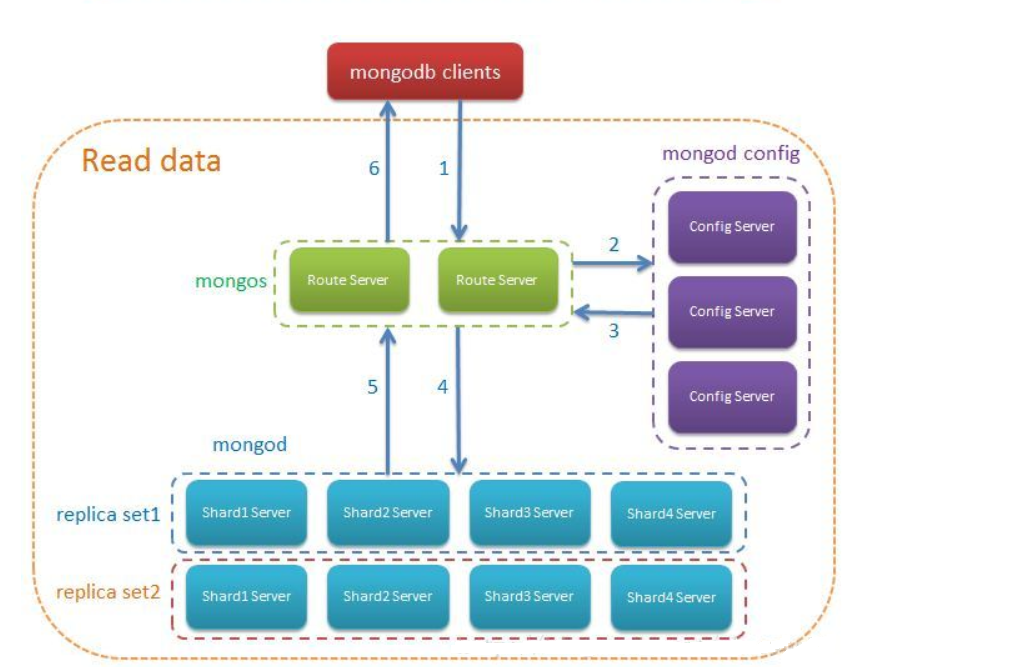 mongodb clients
Read data
mongod config
6
1
Config Server
2
mongos
Route Server
Route Server
Config Server
3
5
4
Config Server
mongod
replica set1
Shard1 Server
Shard2 Server
Shard3 Server
Shard4 Server
replica set2
Shard1 Server
Shard2 Server
Shard3 Server
Shard4 Server